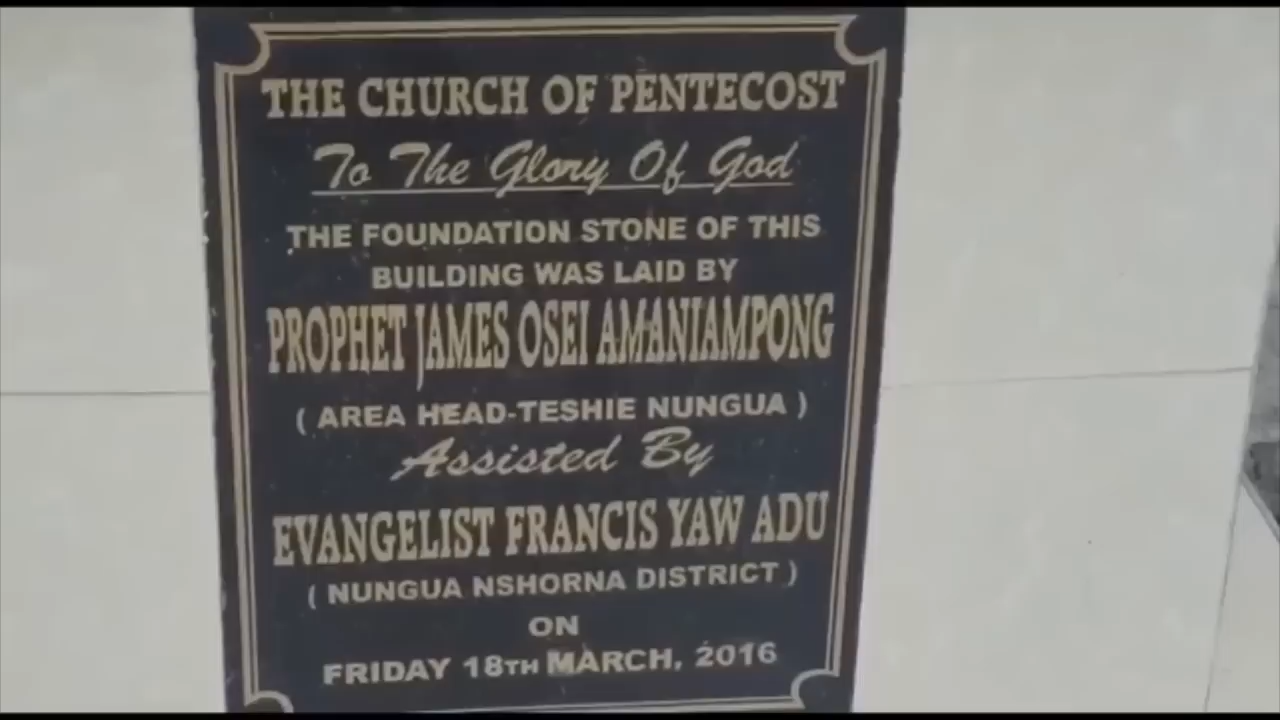 THE CHURCH OF PENTECOST
To The Glory Of God
THE FOUNDATION STONE OF THIS
BUILDING WAS LAID BY
PROPHET JAMES OSEI AMANIAMPONG
( AREA HEAD-TESHIE NUNGUA )
Assisted By
EVANGELIST FRANCIS YAW ADU
( NUNGUA NSHORNA DISTRICT )
ON
FRIDAY 18TH MARCH, 2016